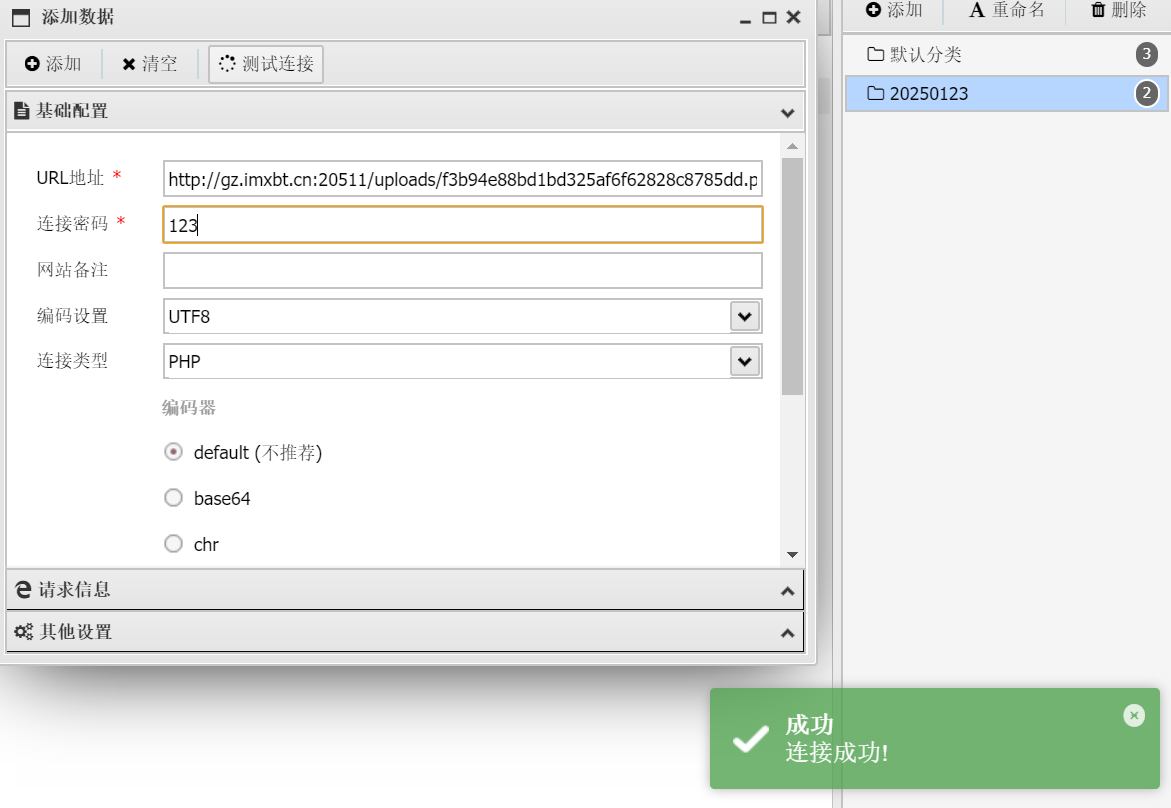 添加数据
添加 清空 测试连接
基础配置
URL地址 *
http://gz.imxbt.cn:20511/uploads/f3b94e88bd1bd325af6f62828c8785dd.p
连接密码 *
123
网站备注
编码设置
UTF8
连接类型
PHP
编码器
default (不推荐)
base64
chr
请求信息
其他设置
添加 A 重命名 删除
默认分类 3
20250123 2
成功
连接成功!